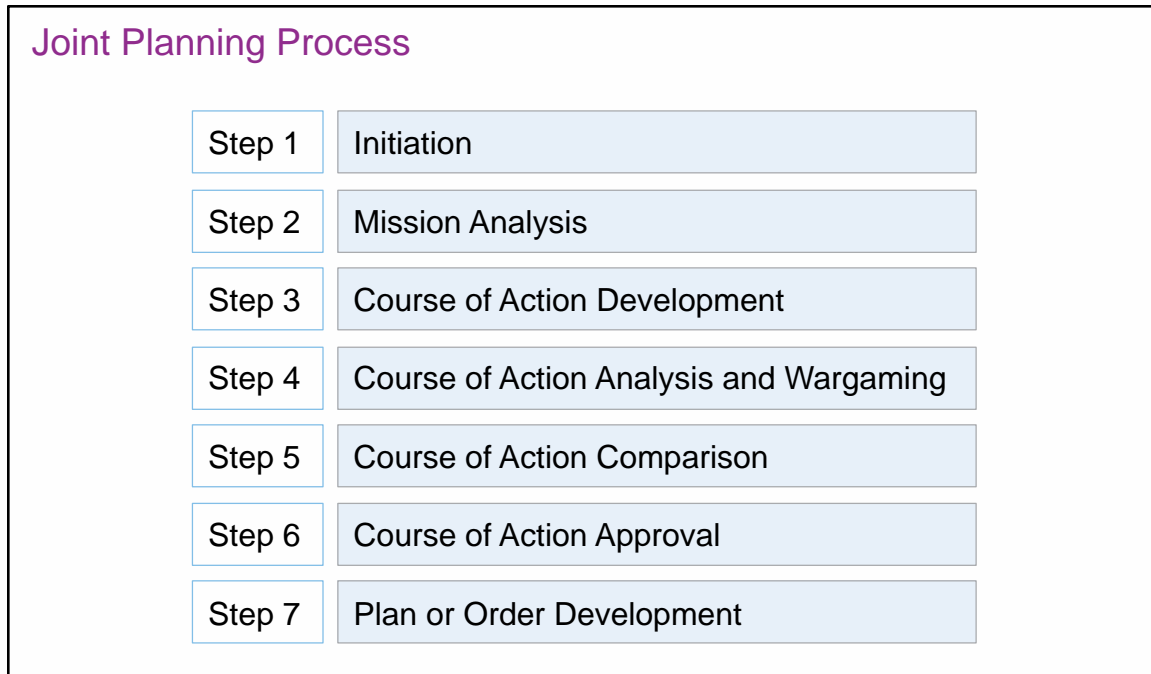 Joint Planning Process
Step 1 Initiation
Step 2 Mission Analysis
Step 3 Course of Action Development
Step 4 Course of Action Analysis and Wargaming
Step 5 Course of Action Comparison
Step 6 Course of Action Approval
Step 7 Plan or Order Development